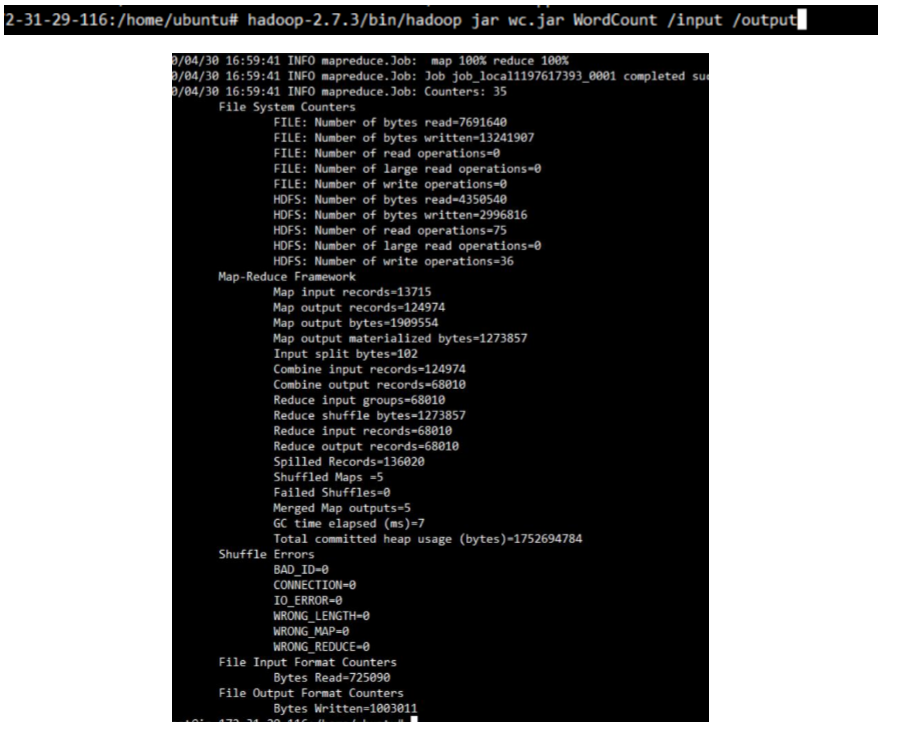 2-31-29-116:/home/ubuntu# hadoop-2.7.3/bin/hadoop jar wc.jar WordCount /input /output
0/04/30 16:59:41 INFO mapreduce.Job:  map 100% reduce 100%
0/04/30 16:59:41 INFO mapreduce.Job: Job job_local1197617393_0001 completed suc
0/04/30 16:59:41 INFO mapreduce.Job: Counters: 35
File System Counters
FILE: Number of bytes read=7691640
FILE: Number of bytes written=13241907
FILE: Number of read operations=0
FILE: Number of large read operations=0
FILE: Number of write operations=0
HDFS: Number of bytes read=4350540
HDFS: Number of bytes written=2996816
HDFS: Number of read operations=75
HDFS: Number of large read operations=0
HDFS: Number of write operations=36
Map-Reduce Framework
Map input records=13715
Map output records=124974
Map output bytes=1909554
Map output materialized bytes=1273857
Input split bytes=102
Combine input records=124974
Combine output records=68010
Reduce input groups=68010
Reduce shuffle bytes=1273857
Reduce input records=68010
Reduce output records=68010
Spilled Records=136020
Shuffled Maps =5
Failed Shuffles=0
Merged Map outputs=5
GC time elapsed (ms)=7
Total committed heap usage (bytes)=1752694784
Shuffle Errors
BAD_ID=0
CONNECTION=0
IO_ERROR=0
WRONG_LENGTH=0
WRONG_MAP=0
WRONG_REDUCE=0
File Input Format Counters
Bytes Read=725090
File Output Format Counters
Bytes Written=1003011